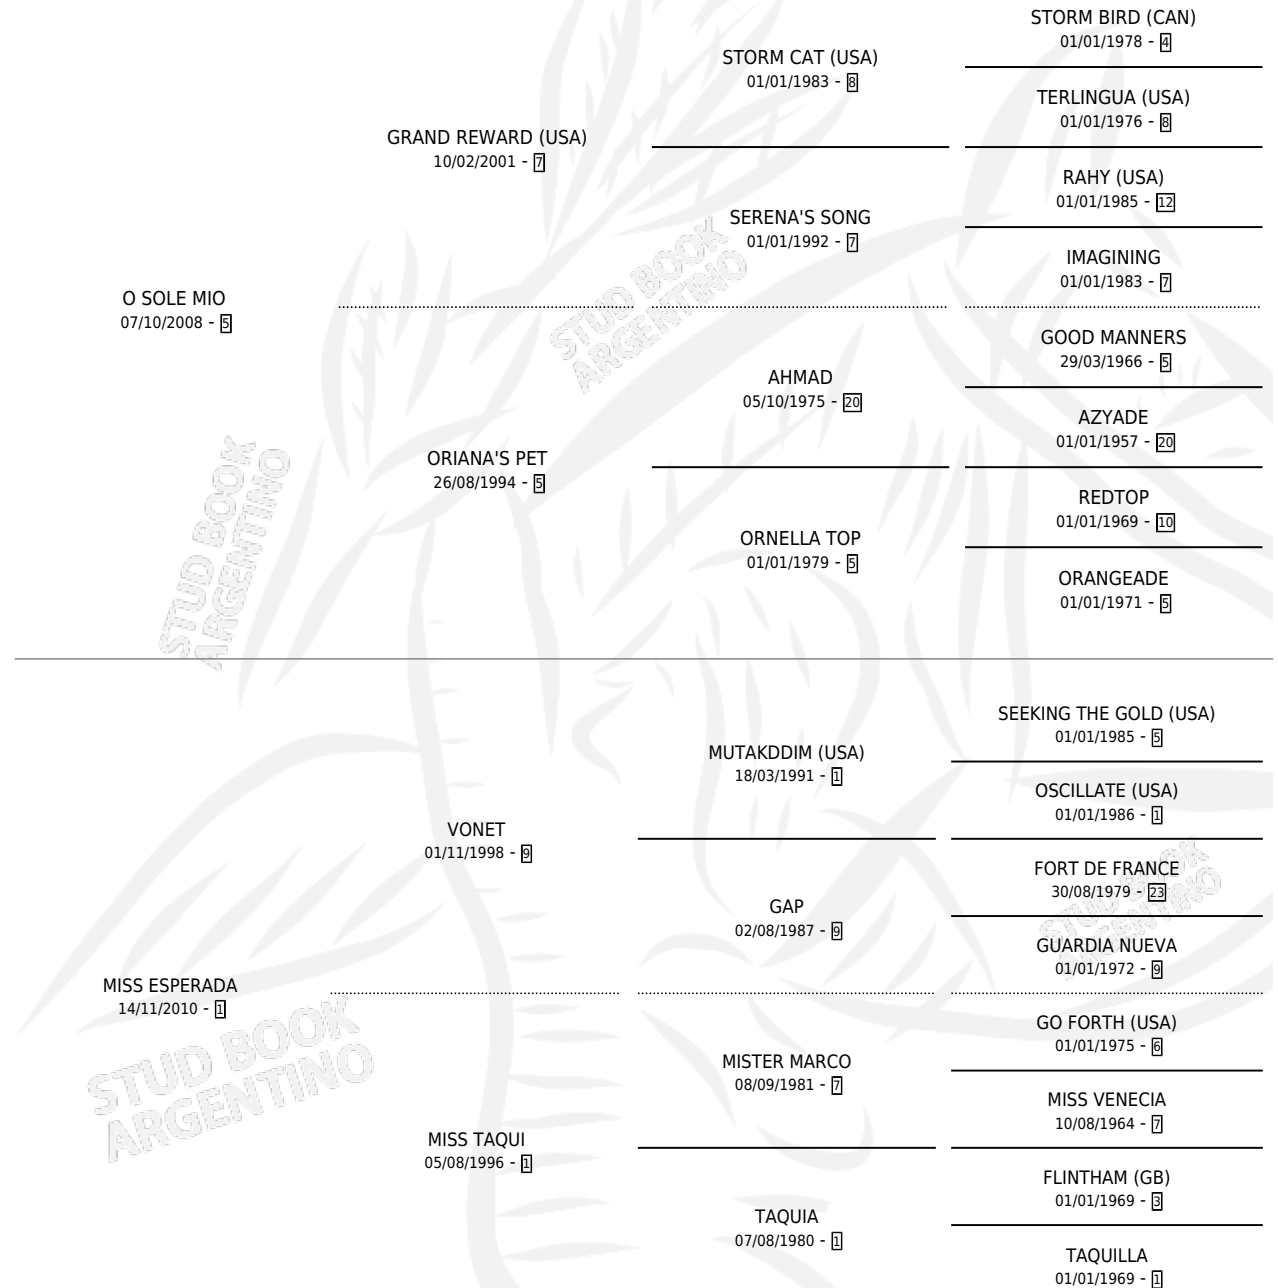 STORM BIRD (CAN)
01/01/1978 - 4
STORM CAT (USA)
01/01/1983 - 8
TERLINGUA (USA)
01/01/1976 - 8
GRAND REWARD (USA)
10/02/2001 - 7
RAHY (USA)
01/01/1985 - 12
SERENA'S SONG
01/01/1992 - 7
IMAGINING
01/01/1983 - 7
O SOLE MIO
07/10/2008 - 5
GOOD MANNERS
29/03/1966 - 5
AHMAD
05/10/1975 - 20
AZYADE
01/01/1957 - 20
ORIANA'S PET
26/08/1994 - 5
REDTOP
01/01/1969 - 10
ORNELLA TOP
01/01/1979 - 5
ORANGEADE
01/01/1971 - 5
STUD BOOK
ARGENTINO
STUD BOOK
ARGENTINO
SEEKING THE GOLD (USA)
01/01/1985 - 5
MUTAKDDIM (USA)
18/03/1991 - 1
OSCILLATE (USA)
01/01/1986 - 1
VONET
01/11/1998 - 9
FORT DE FRANCE
30/08/1979 - 23
GAP
02/08/1987 - 9
GUARDIA NUEVA
01/01/1972 - 9
MISS ESPERADA
14/11/2010 - 1
GO FORTH (USA)
01/01/1975 - 6
MISTER MARCO
08/09/1981 - 7
MISS VENECIA
10/08/1964 - 7
MISS TAQUI
05/08/1996 - 1
FLINTHAM (GB)
01/01/1969 - 3
TAQUIA
07/08/1980 - 1
TAQUILLA
01/01/1969 - 1
STUD BOOK
ARGENTINO
STUD BOOK
ARGENTINO